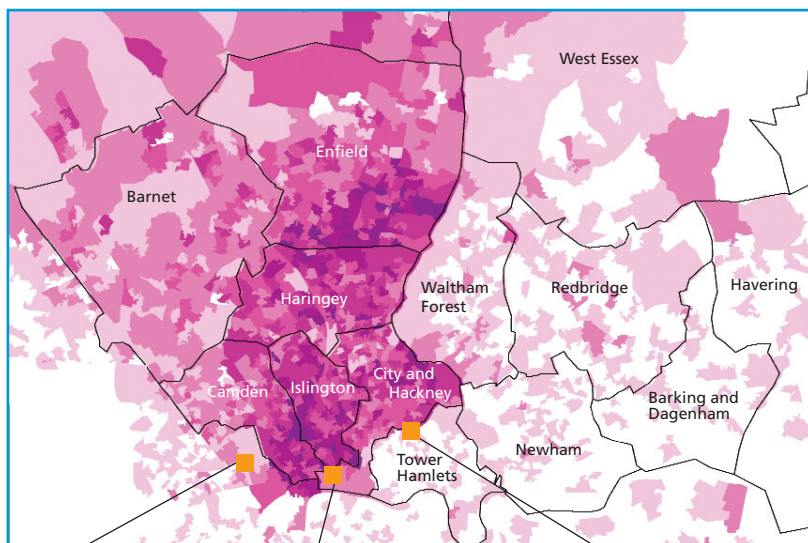 West Essex
Enfield
Barnet
Haringey
Waltham
Forest
Redbridge
Havering
Camden
Islington
City and
Hackney
Barking and
Dagenham
Newham
Tower
Hamlets